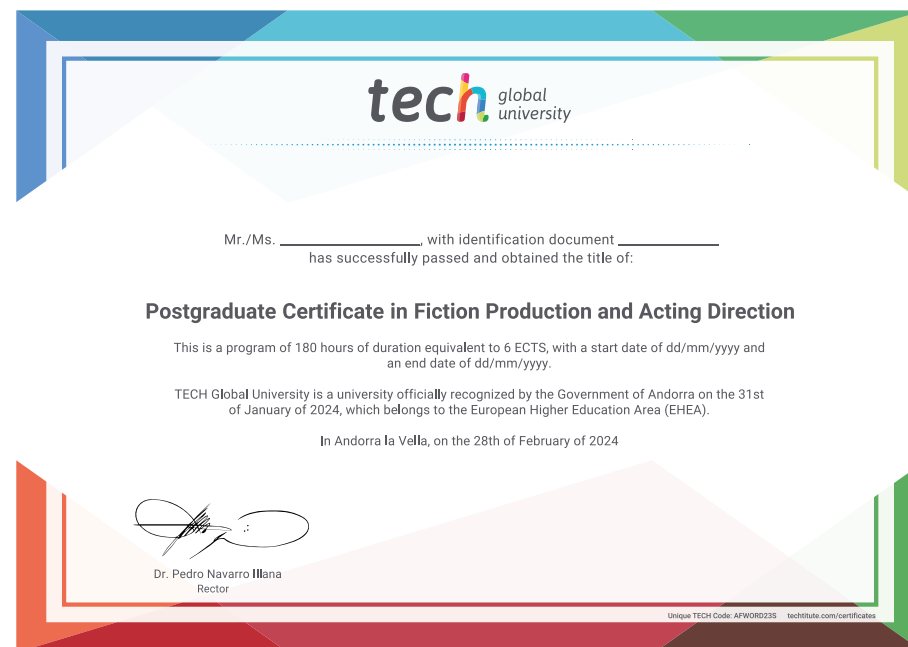 tech global
university
Mr./Ms. ____________, with identification document ____________
has successfully passed and obtained the title of:
Postgraduate Certificate in Fiction Production and Acting Direction
This is a program of 180 hours of duration equivalent to 6 ECTS, with a start date of dd/mm/yyyy and
an end date of dd/mm/yyyy.
TECH Global University is a university officially recognized by the Government of Andorra on the 31st
of January of 2024, which belongs to the European Higher Education Area (EHEA).
In Andorra la Vella, on the 28th of February of 2024
Dr. Pedro Navarro Illana
Rector
Unique TECH Code: AFWORD23S techtitute.com/certificates